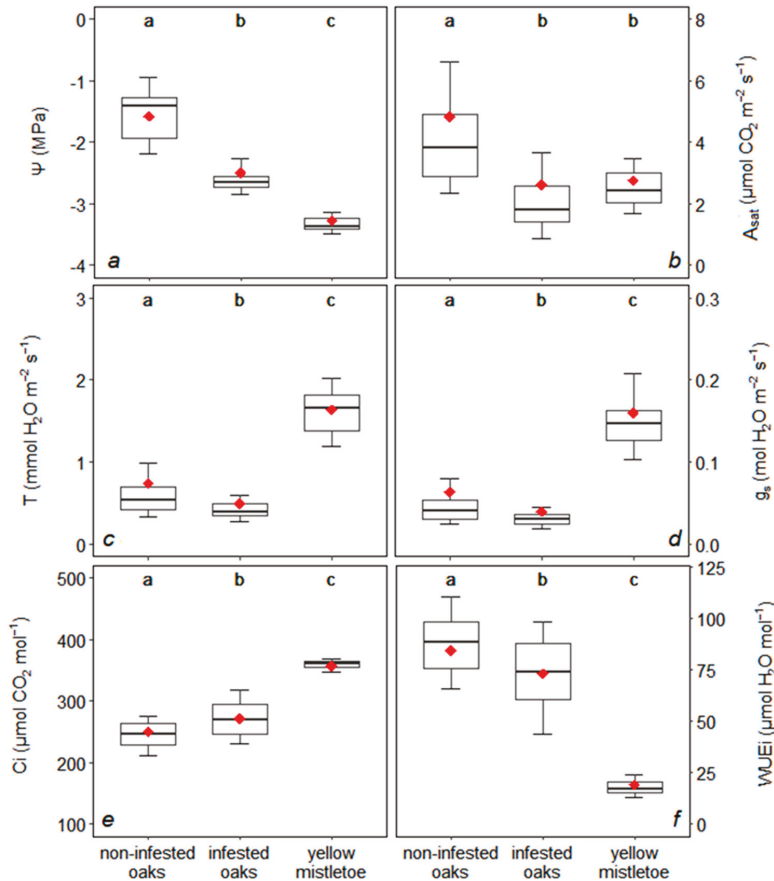 a b c
0
-1
-2
-3
-4
Ψ (MPa)
a
a b b
8
6
4
2
0
Asat (µmol CO2 m−2 s−1)
b
a b c
3
2
1
0
T (mmol H2O m−2 s−1)
c
a b c
0.3
0.2
0.1
0.0
gs (mol H2O m−2 s−1)
d
a b c
500
400
300
200
100
Ci (µmol CO2 mol−1)
e
a b c
125
100
75
50
25
0
WUEi (µmol H2O mol−1)
f
non-infested oaks
infested oaks
yellow mistletoe
non-infested oaks
infested oaks
yellow mistletoe